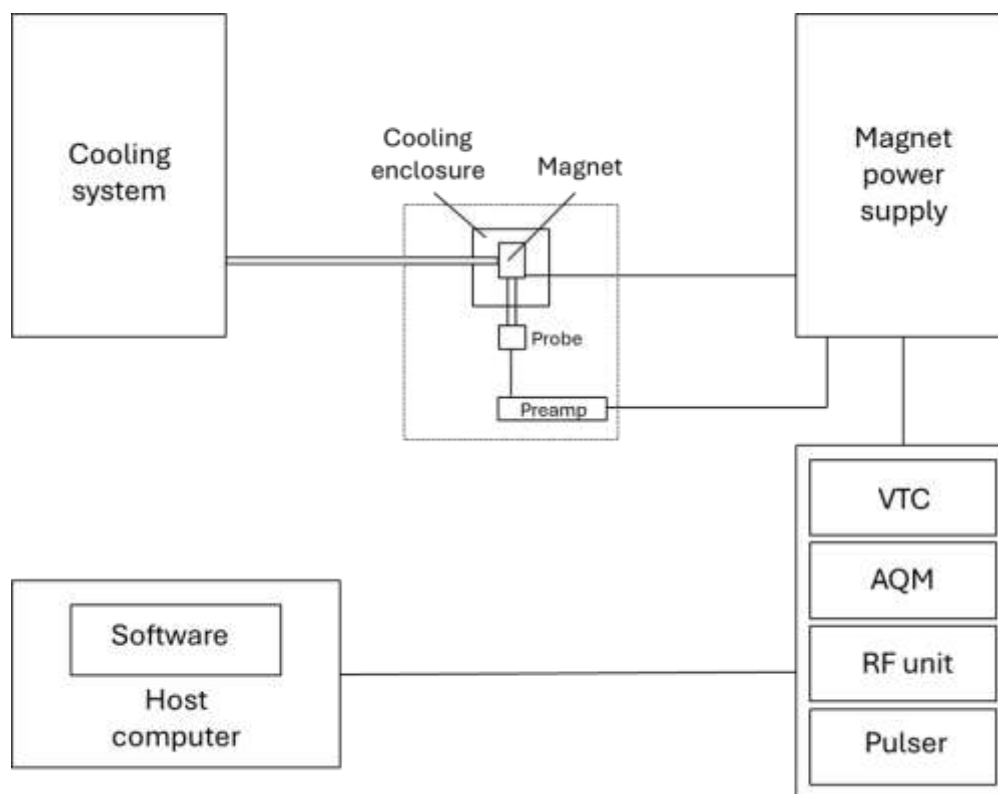 Cooling
system
Cooling
enclosure
Magnet
Magnet
power
supply
Probe
Preamp
VTC
AQM
RF unit
Pulser
Software
Host
computer